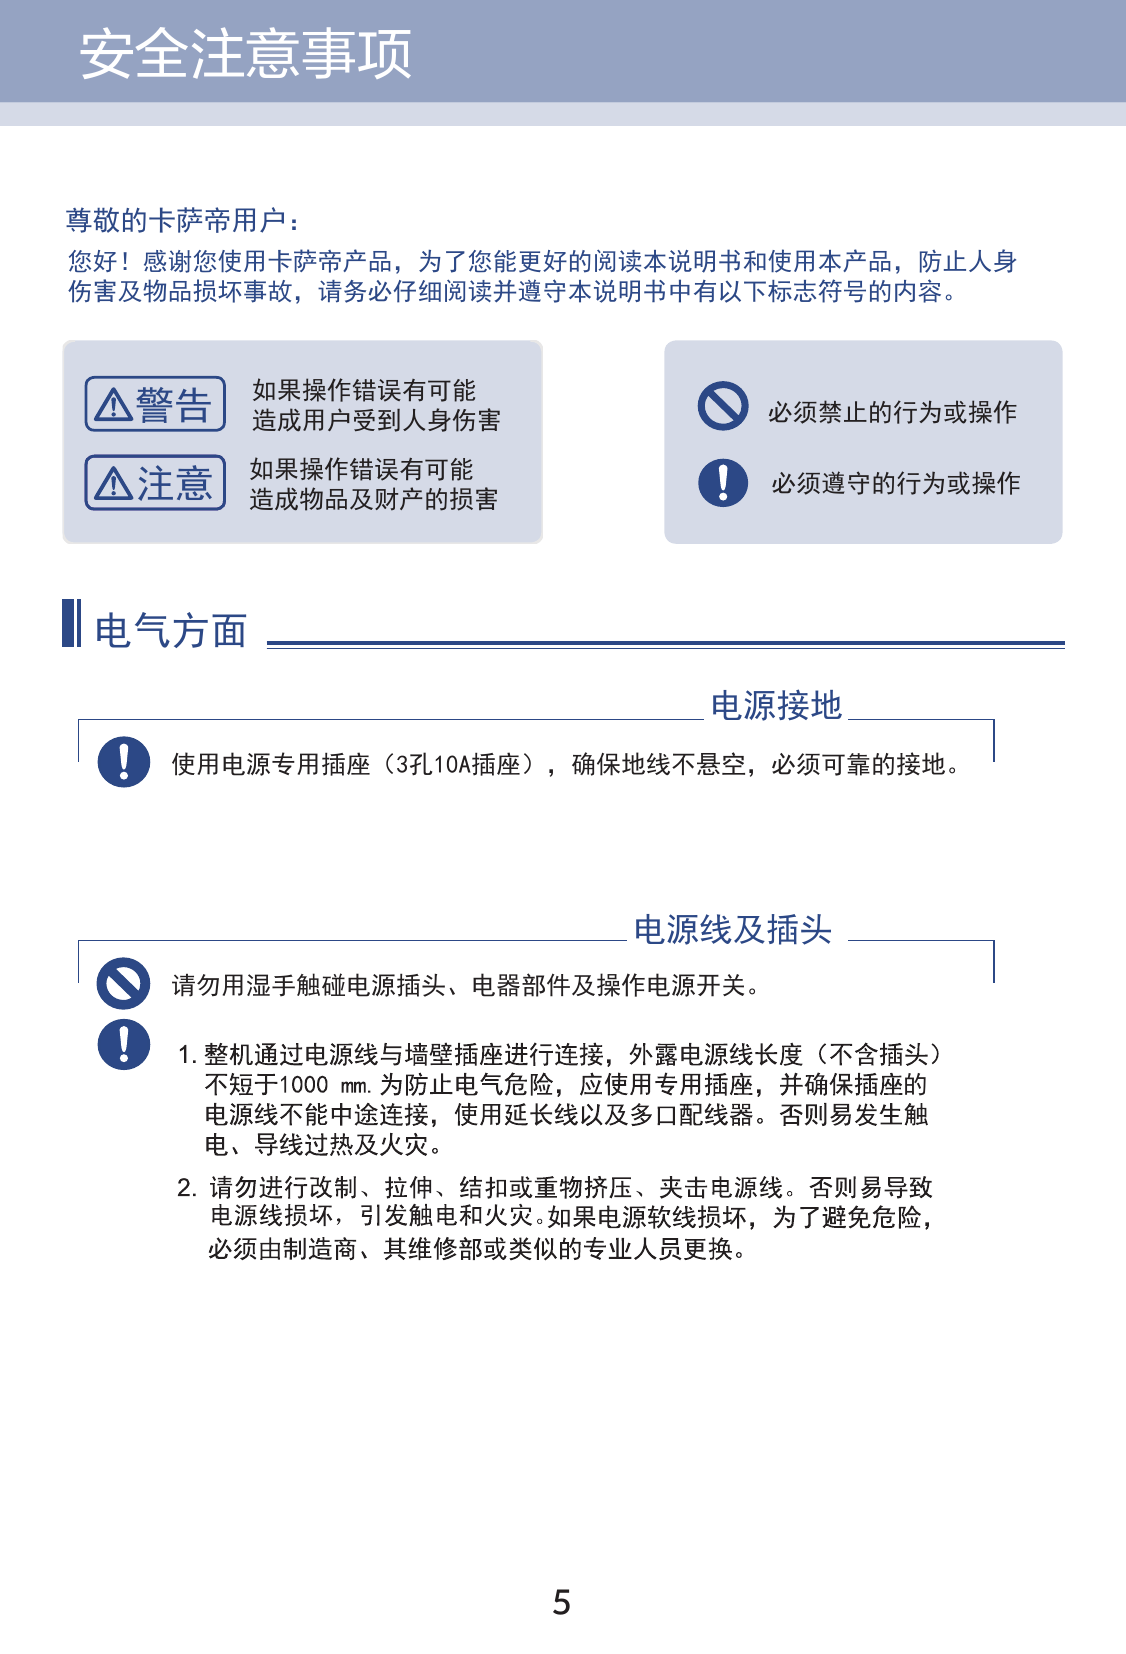 安全注意事项
尊敬的卡萨帝用户：
您好！感谢您使用卡萨帝产品，为了您能更好的阅读本说明书和使用本产品，防止人身
伤害及物品损坏事故，请务必仔细阅读并遵守本说明书中有以下标志符号的内容。
警告
如果操作错误有可能
造成用户受到人身伤害
注意
如果操作错误有可能
造成物品及财产的损害
必须禁止的行为或操作
必须遵守的行为或操作
电气方面
电源接地
使用电源专用插座（3孔10A插座），确保地线不悬空，必须可靠的接地。
电源线及插头
请勿用湿手触碰电源插头、电器部件及操作电源开关。
1. 整机通过电源线与墙壁插座进行连接，外露电源线长度（不含插头）
不短于1000 mm. 为防止电气危险，应使用专用插座，并确保插座的
电源线不能中途连接，使用延长线以及多口配线器。否则易发生触
电、导线过热及火灾。
2. 请勿进行改制、拉伸、结扣或重物挤压、夹击电源线。否则易导致
电源线损坏，引发触电和火灾。如果电源软线损坏，为了避免危险，
必须由制造商、其维修部或类似的专业人员更换。
5